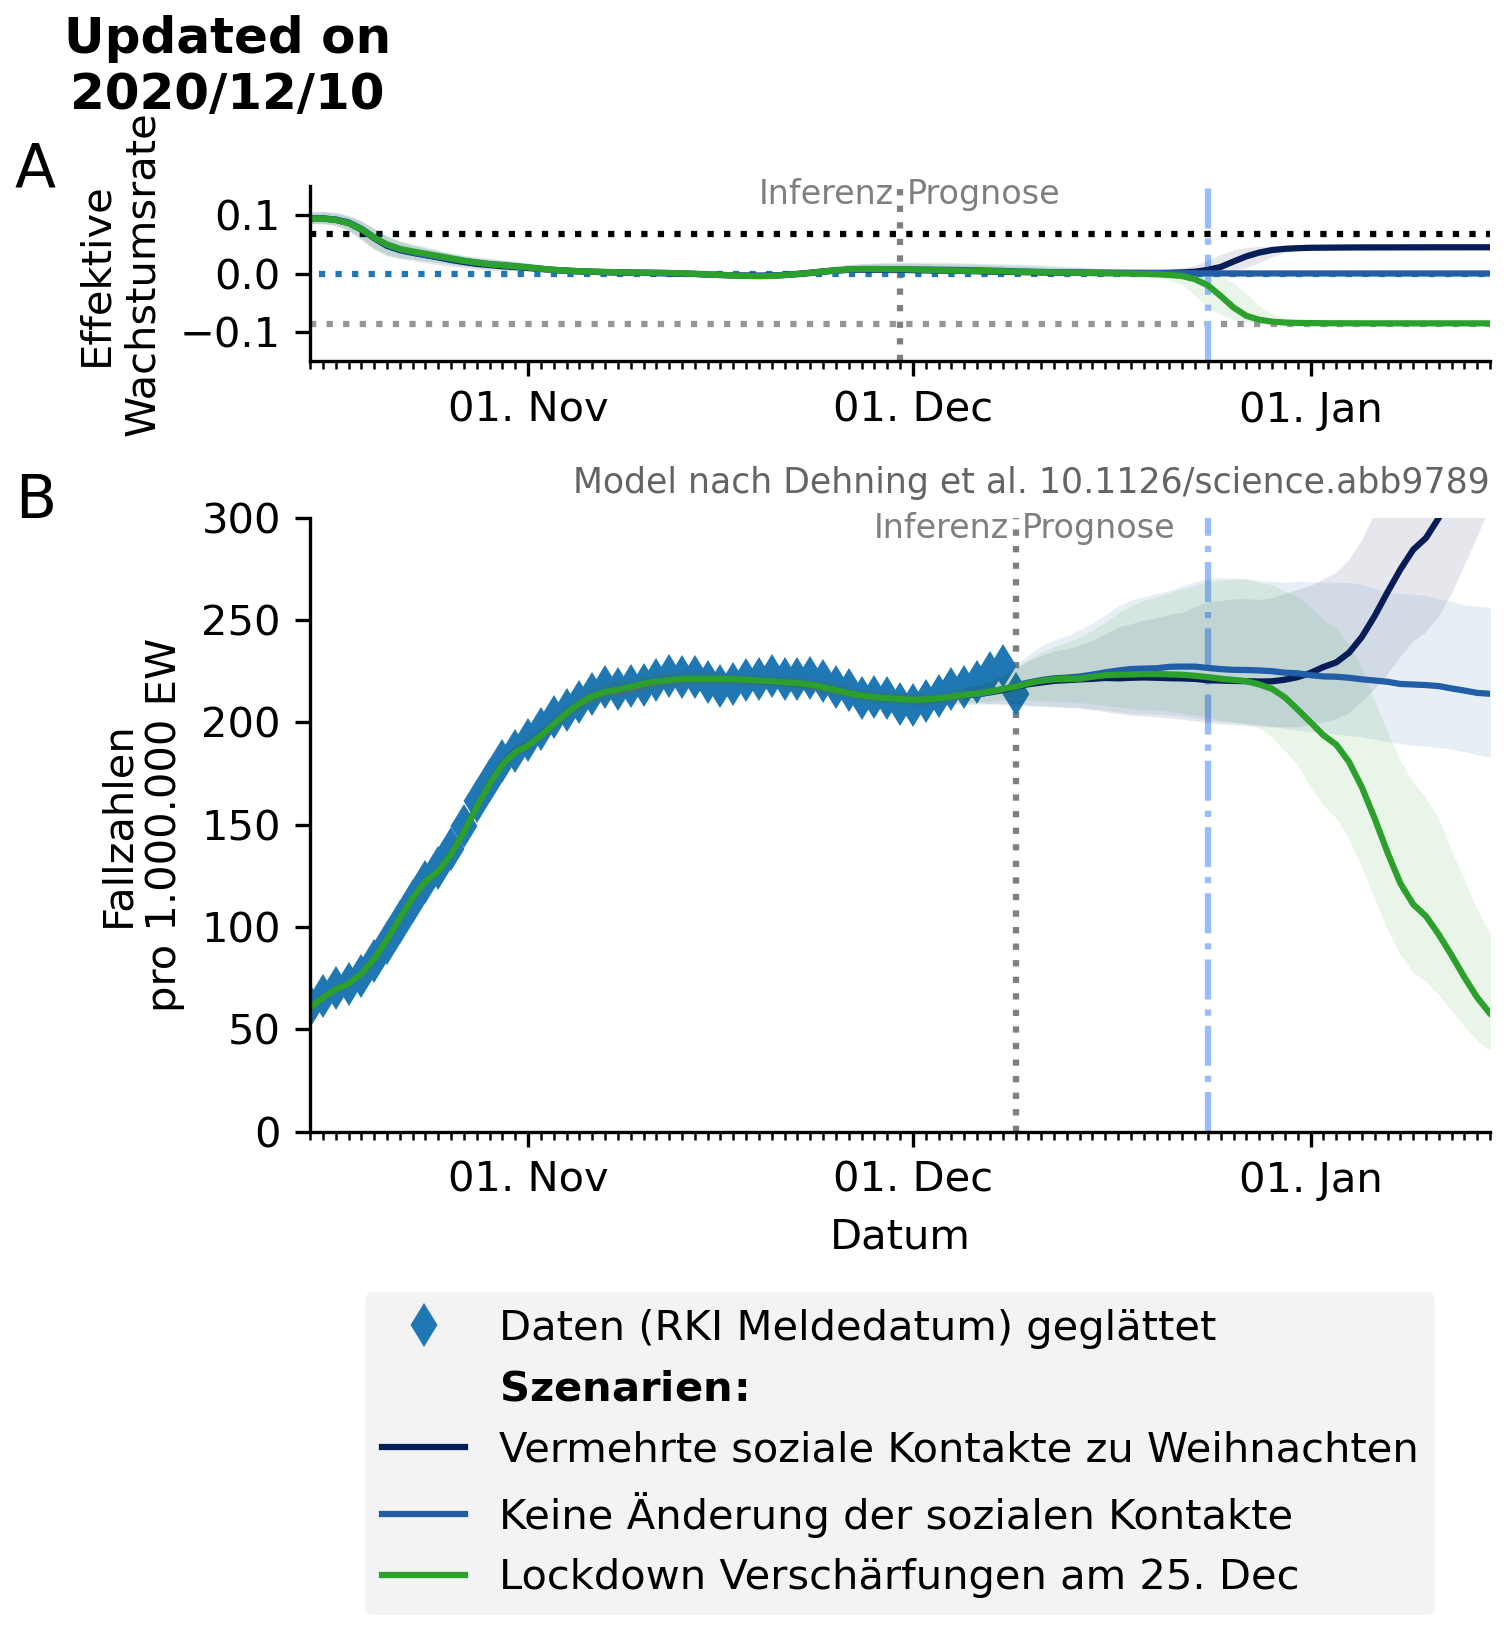 Updated on
2020/12/10
A
Effektive
Wachstumsrate
Inferenz Prognose
0.1
0.0
−0.1
01. Nov
01. Dec
01. Jan
B
Model nach Dehning et al. 10.1126/science.abb9789
Inferenz Prognose
Fallzahlen
pro 1.000.000 EW
300
250
200
150
100
50
0
01. Nov
01. Dec
01. Jan
Datum
Daten (RKI Meldedatum) geglättet
Szenarien:
Vermehrte soziale Kontakte zu Weihnachten
Keine Änderung der sozialen Kontakte
Lockdown Verschärfungen am 25. Dec